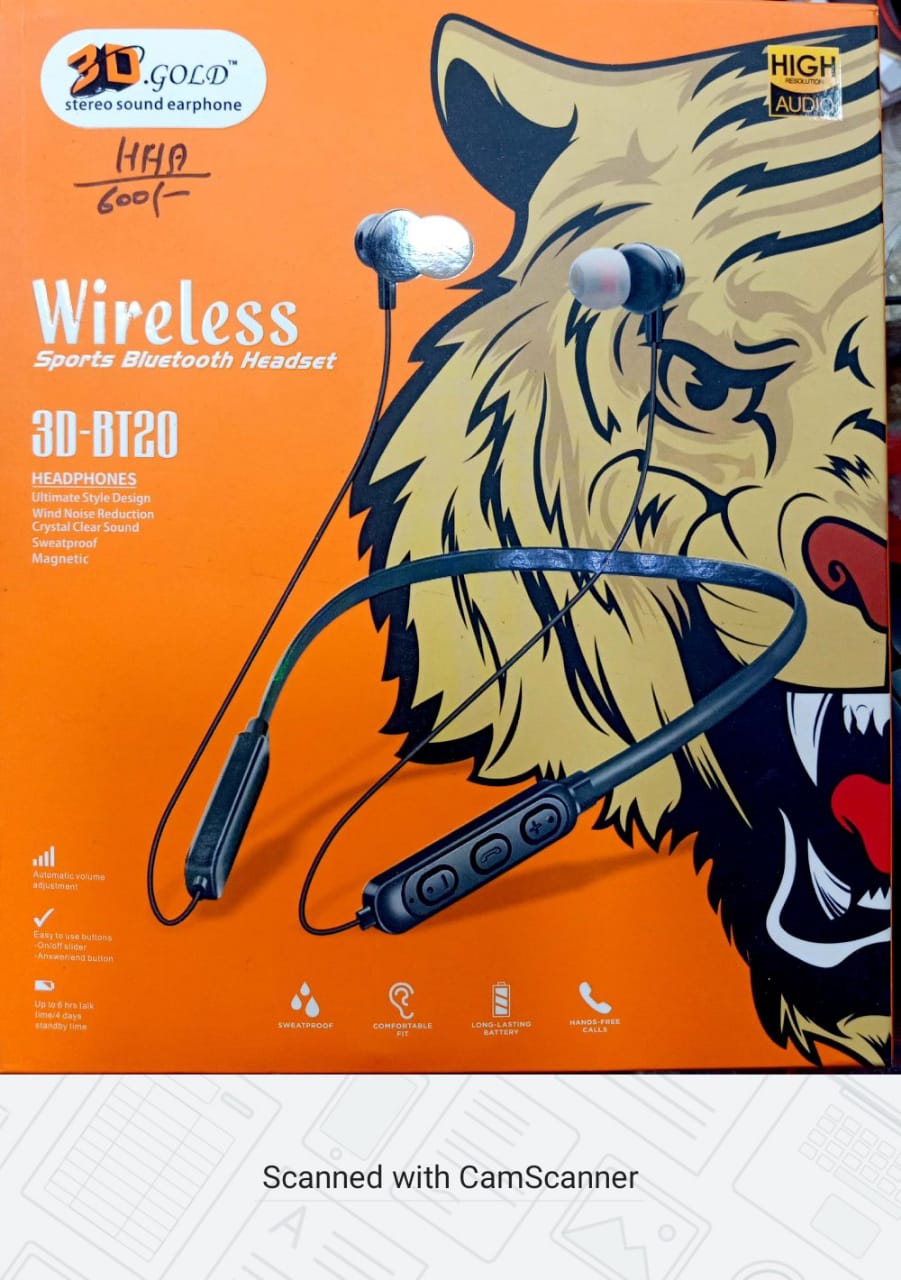 3D.GOLD™
stereo sound earphone
HIGH
RESOLUTION
AUDIO
HHA
600/-
Wireless
Sports Bluetooth Headset
3D-BT20
HEADPHONES
Ultimate Style Design
Wind Noise Reduction
Crystal Clear Sound
Sweatproof
Magnetic
Automatic volume
adjustment
Easy to use buttons
-On/off slider
-Answer/end button
Up to 6 hrs talk
time/4 days
standby time
SWEATPROOF
COMFORTABLE
FIT
LONG-LASTING
BATTERY
HANDS-FREE
CALLS
Scanned with CamScanner